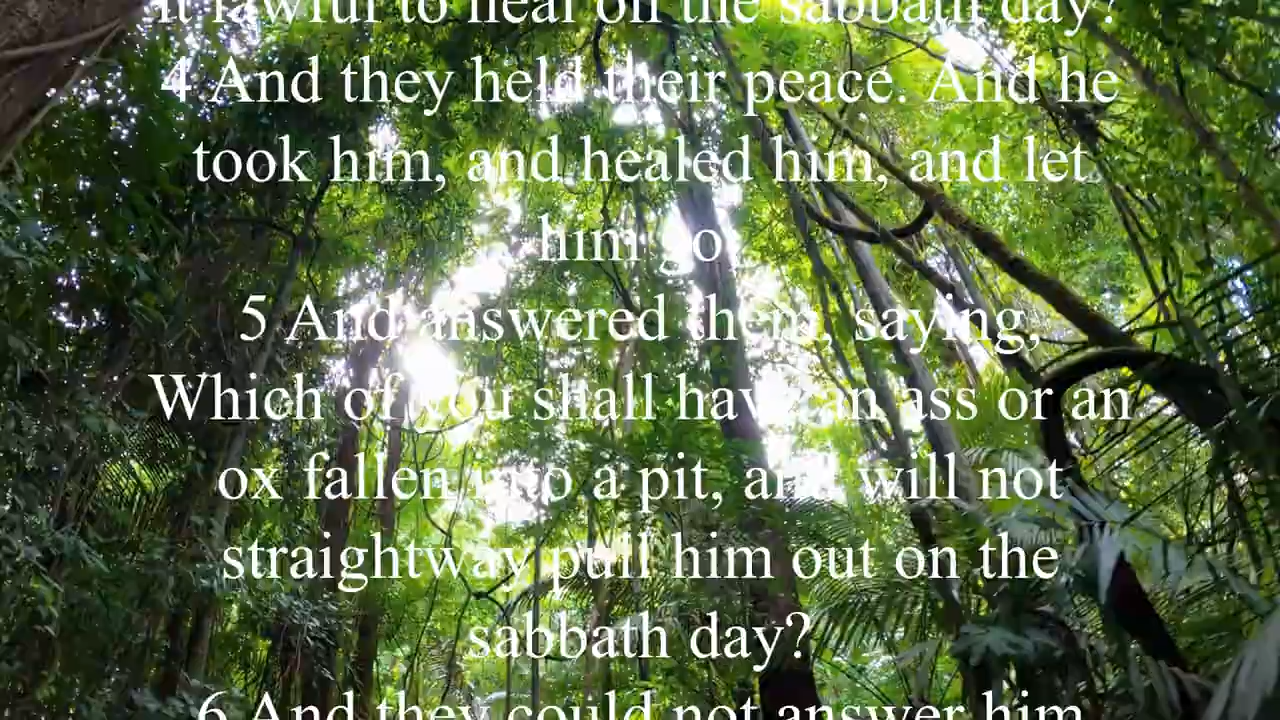 it lawful to heal on the sabbath day?
4 And they held their peace. And he
took him, and healed him, and let
him go;
5 And answered them, saying,
Which of you shall have an ass or an
ox fallen into a pit, and will not
straightway pull him out on the
sabbath day?
6 And they could not answer him